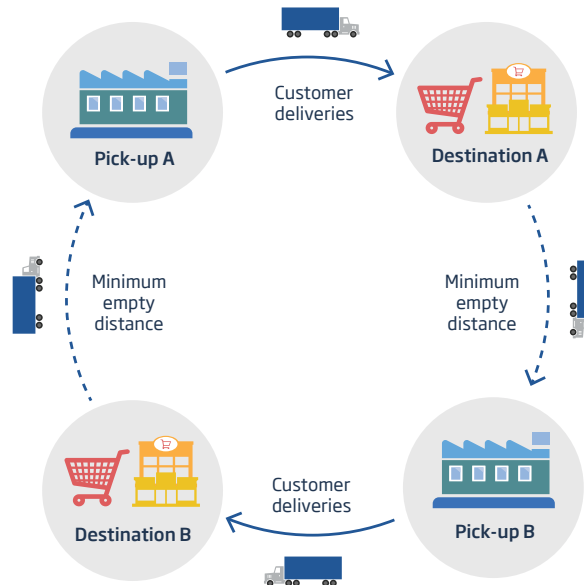 Customer
deliveries
Pick-up A
Destination A
Minimum
empty
distance
Minimum
empty
distance
Customer
deliveries
Destination B
Pick-up B